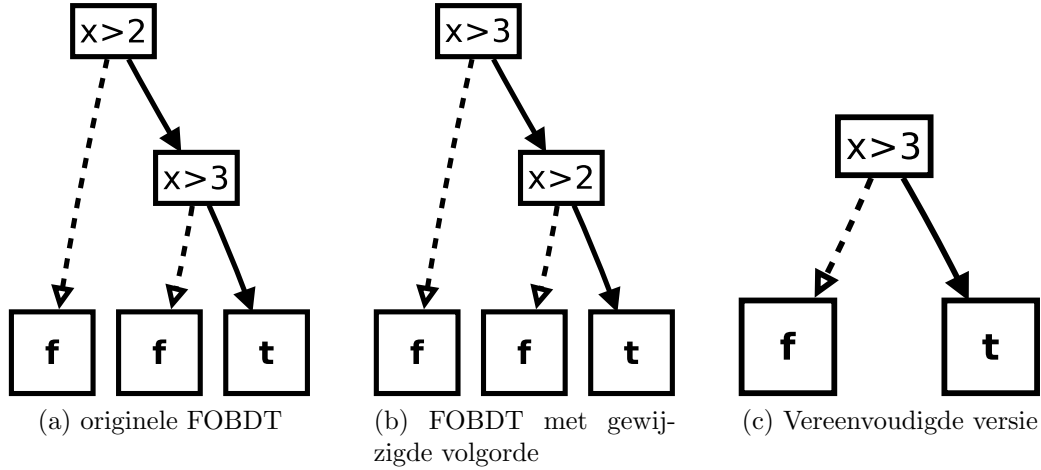 x>2
x>3
f
f
t
(a) originele FOBDT
x>3
x>2
f
f
t
(b) FOBDT met gewij-
zigde volgorde
x>3
f
t
(c) Vereenvoudigde versie